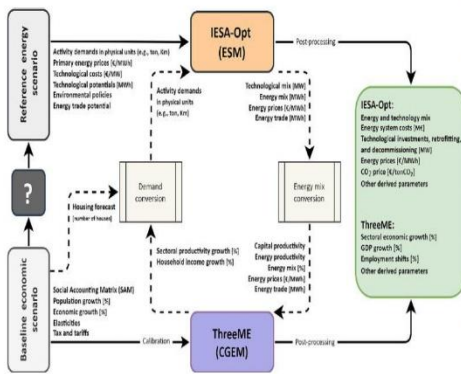 Reference energy scenario
Activity demands in physical units
(e.g., ton, Km)
Primary energy prices [€/MWh]
Technological costs [€/MW]
Technological potentials [MWh]
Environmental policies
Energy trade potential
IESA-Opt
(ESM)
Post-processing
Activity demands
in physical units
(e.g., ton, Km)
Technological mix [MW]
Energy mix [MWh]
Energy prices [€/MWh]
Energy trade [MWh]
IESA-Opt:
Energy and technology mix
Energy system costs [M€]
Technological investments, retrofitting,
and decommissioning [MW]
Energy prices [€/MWh]
CO2 price [€/tonCO2]
Other derived parameters
ThreeME:
Sectoral economic growth [%]
GDP growth [%]
Employment shifts [%]
Other derived parameters
?
Housing forecast
[number of houses]
Demand
conversion
Energy mix
conversion
Baseline economic
scenario
Social Accounting Matrix (SAM)
Population growth [%]
Economic growth [%]
Elasticities
Tax and tariffs
Sectoral productivity growth [%]
Household income growth [%]
Capital productivity
Energy productivity
Energy mix [%]
Energy prices [€/MWh]
Energy trade [MWh]
Calibration
ThreeME
(CGEM)
Post-processing